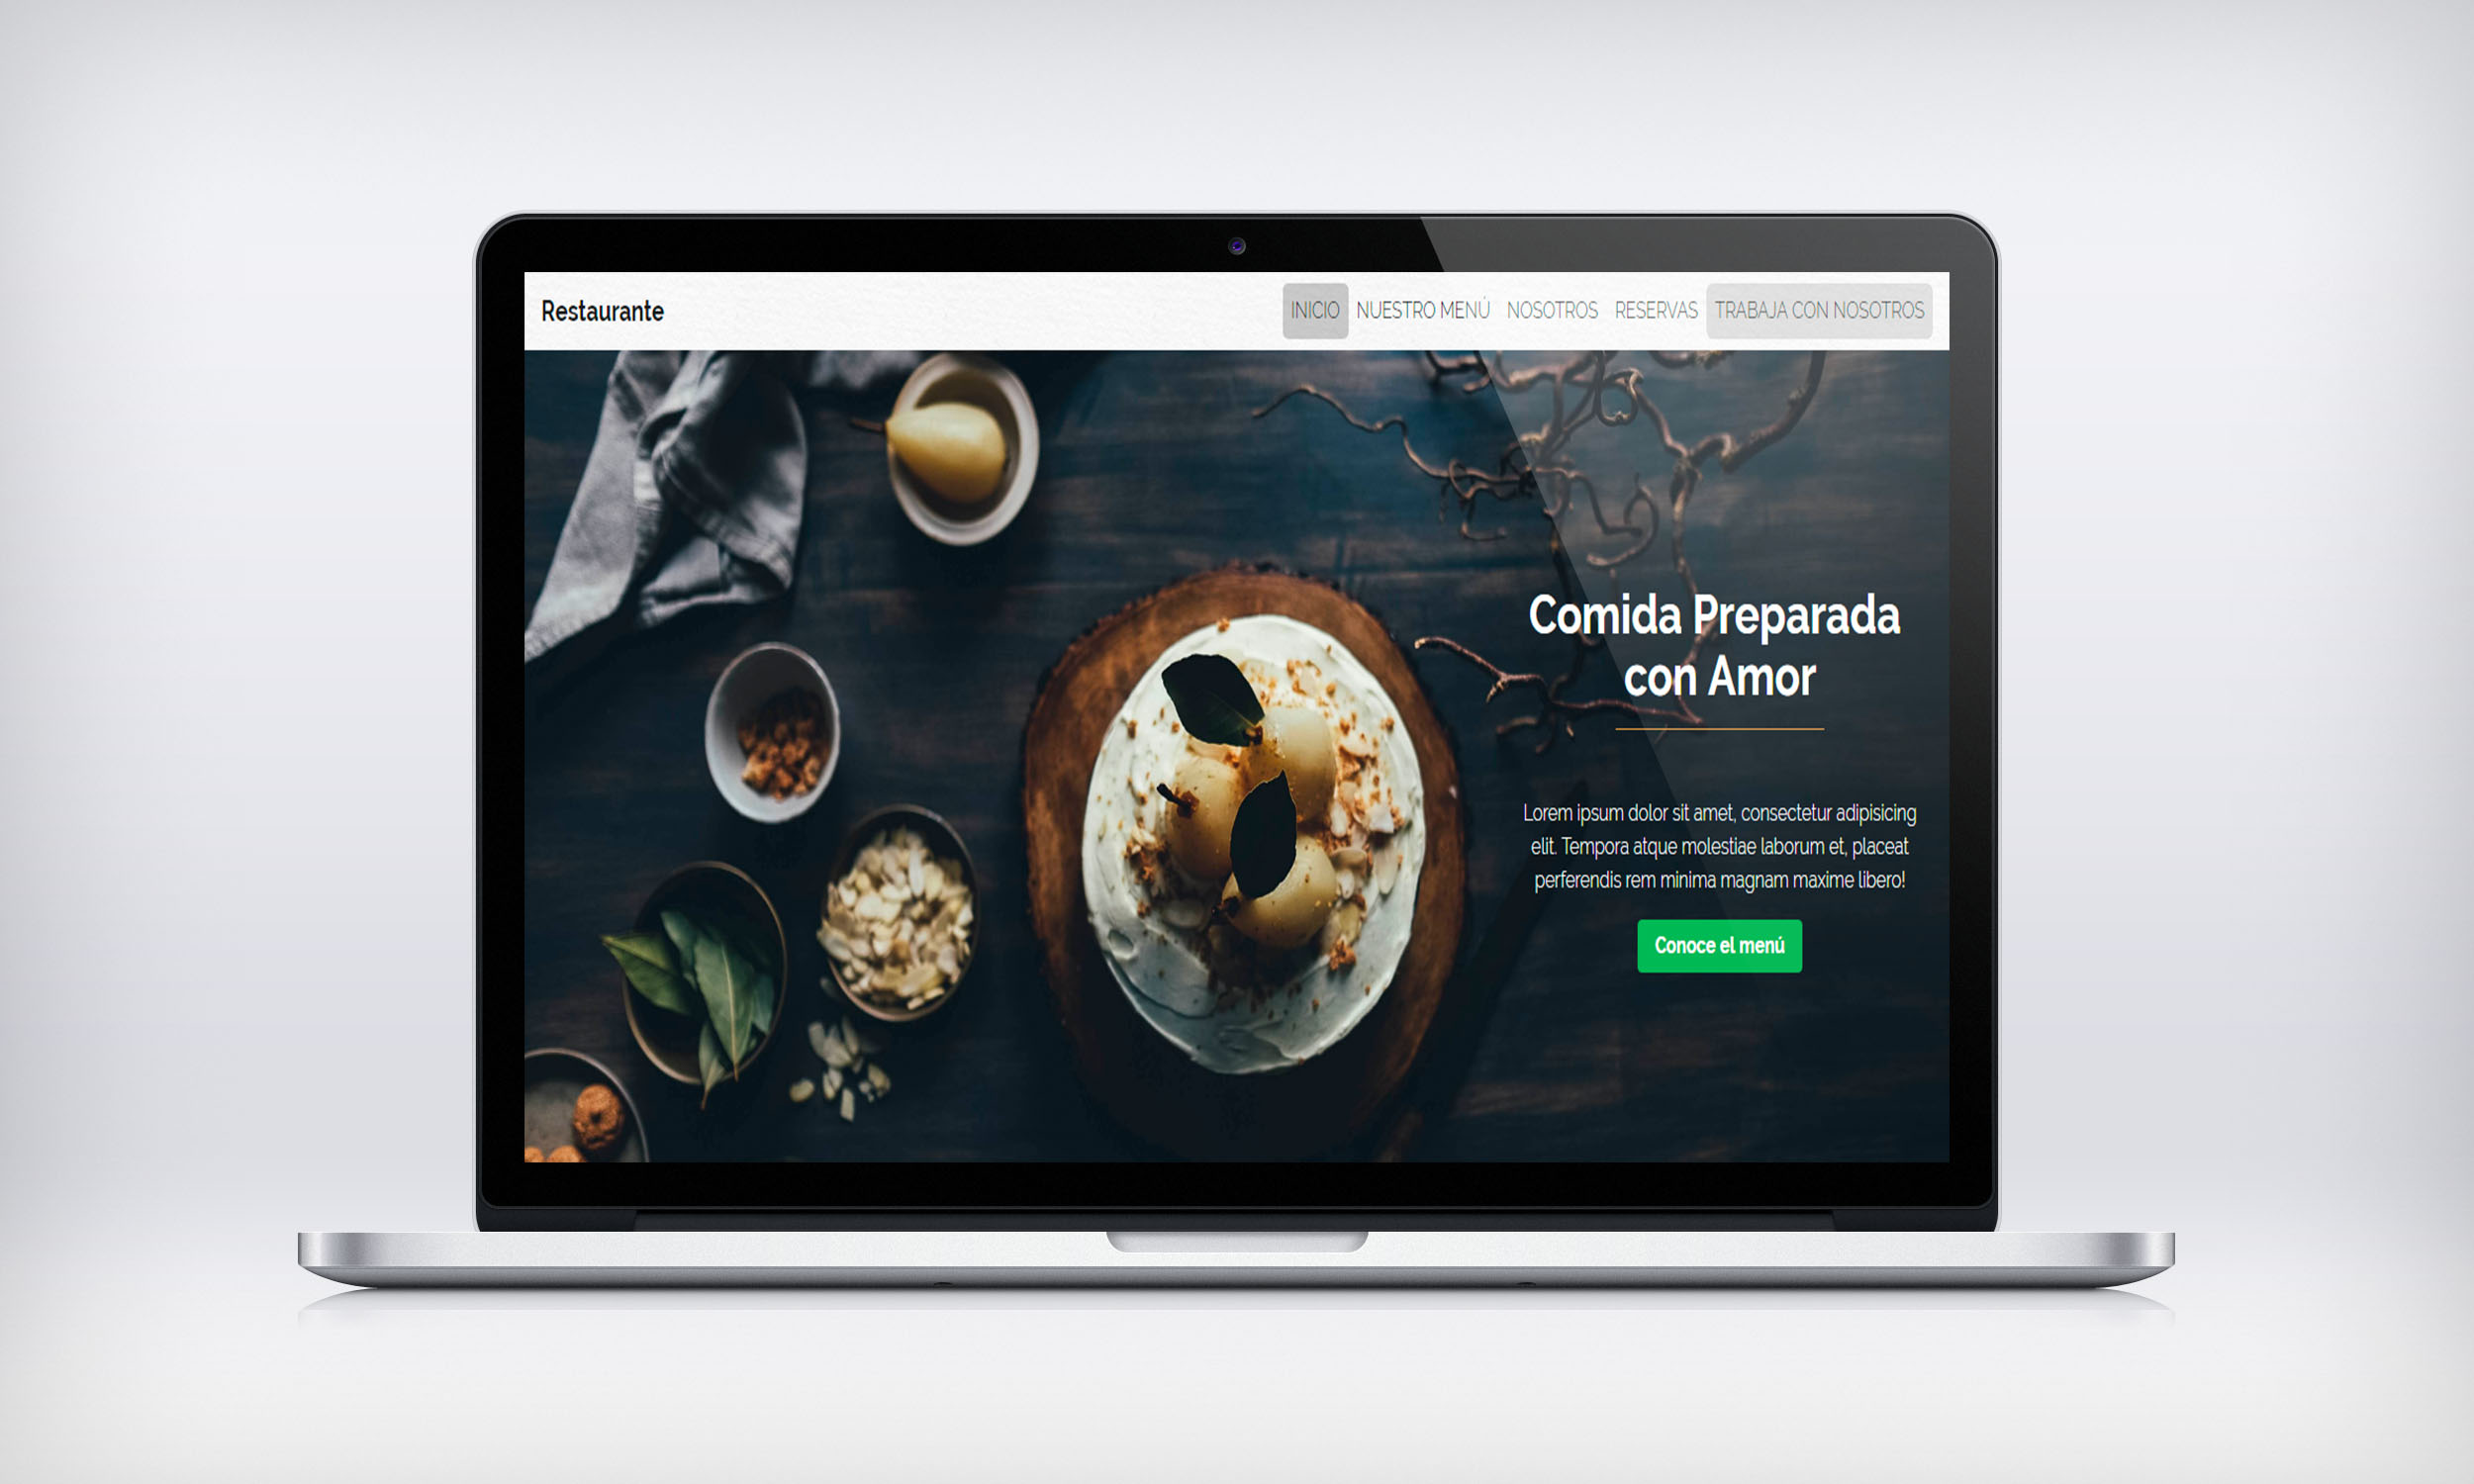 Restaurante
INICIO NUESTRO MENÚ NOSOTROS RESERVAS TRABAJA CON NOSOTROS
Comida Preparada
con Amor
Lorem ipsum dolor sit amet, consectetur adipisicing
elit. Tempora atque molestiae laborum et, placeat
perferendis rem minima magnam maxime libero!
Conoce el menú